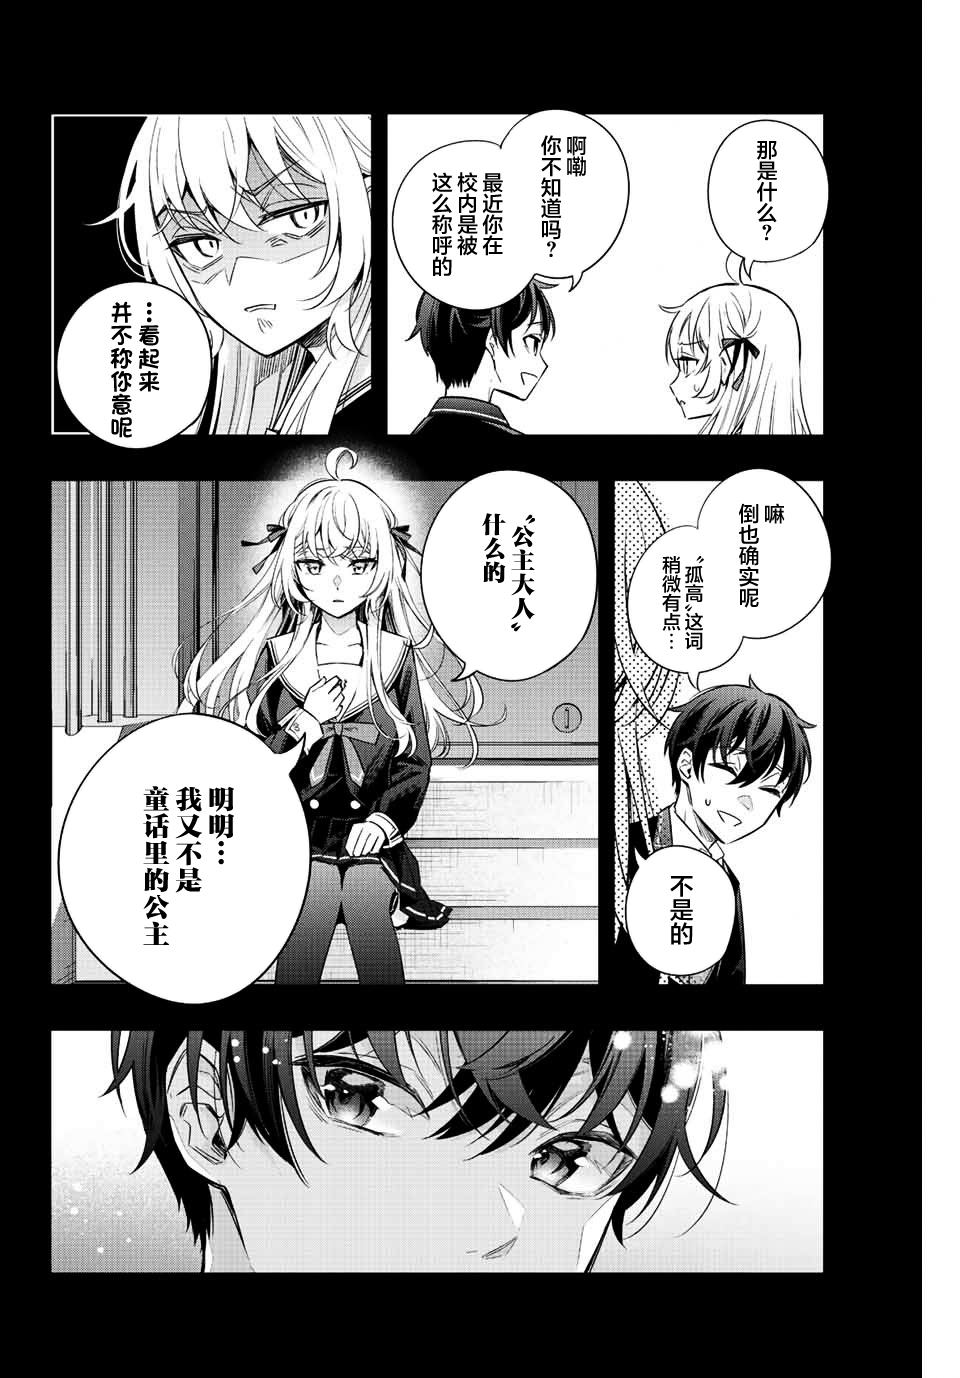 那是什么?
啊嘞
你不知道吗?
最近你在
校内是被
这么称呼的
…看起来
并不称你意呢
嘛
倒也确实呢
〝孤高〞这词
稍微有点…
不是的
〝公主大人〞
什么的
明明…
我又不是
童话里的公主